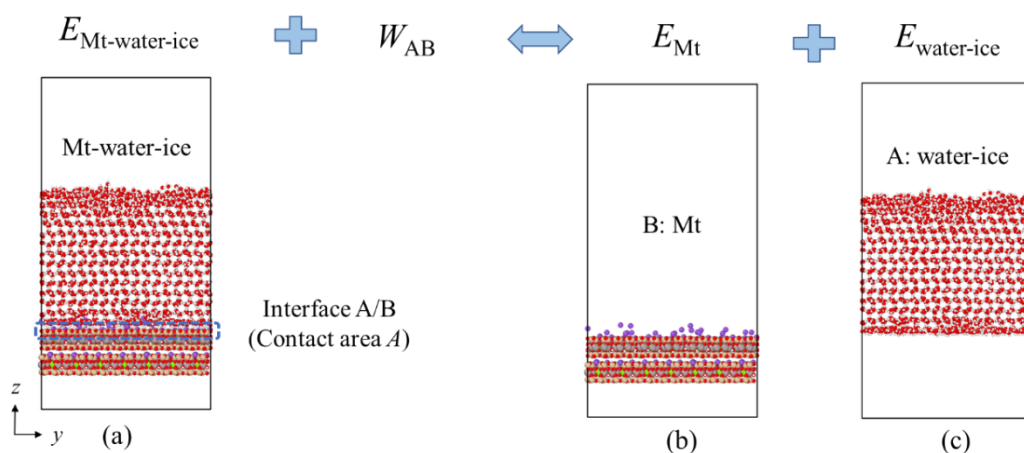 E_Mt-water-ice W_AB E_Mt E_water-ice
Mt-water-ice
A: water-ice
B: Mt
Interface A/B
(Contact area A)
z
y
(a)
(b)
(c)